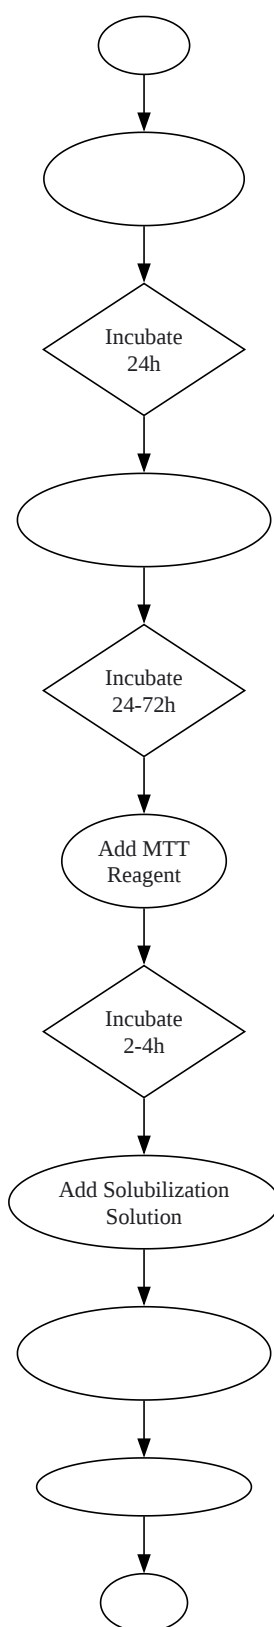 Incubate
24h
Incubate
24-72h
Add MTT
Reagent
Incubate
2-4h
Add Solubilization
Solution